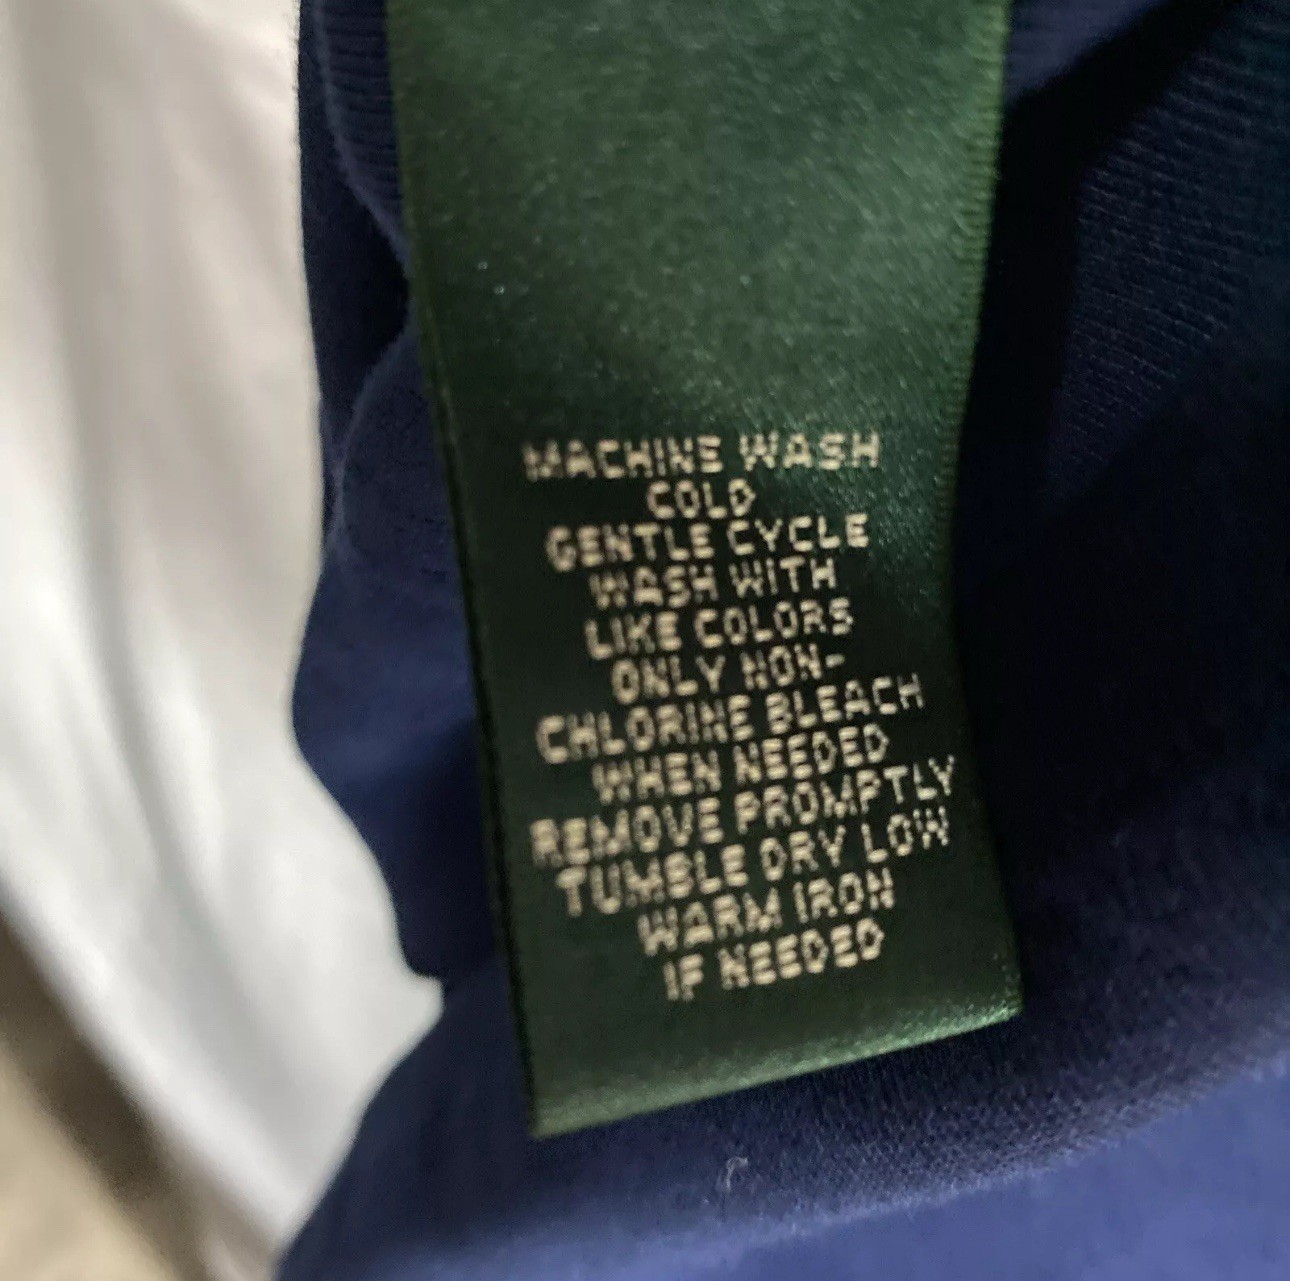 MACHINE WASH
COLD
GENTLE CYCLE
WASH WITH
LIKE COLORS
ONLY NON-
CHLORINE BLEACH
WHEN NEEDED
REMOVE PROMPTLY
TUMBLE DRY LOW
WARM IRON
IF NEEDED